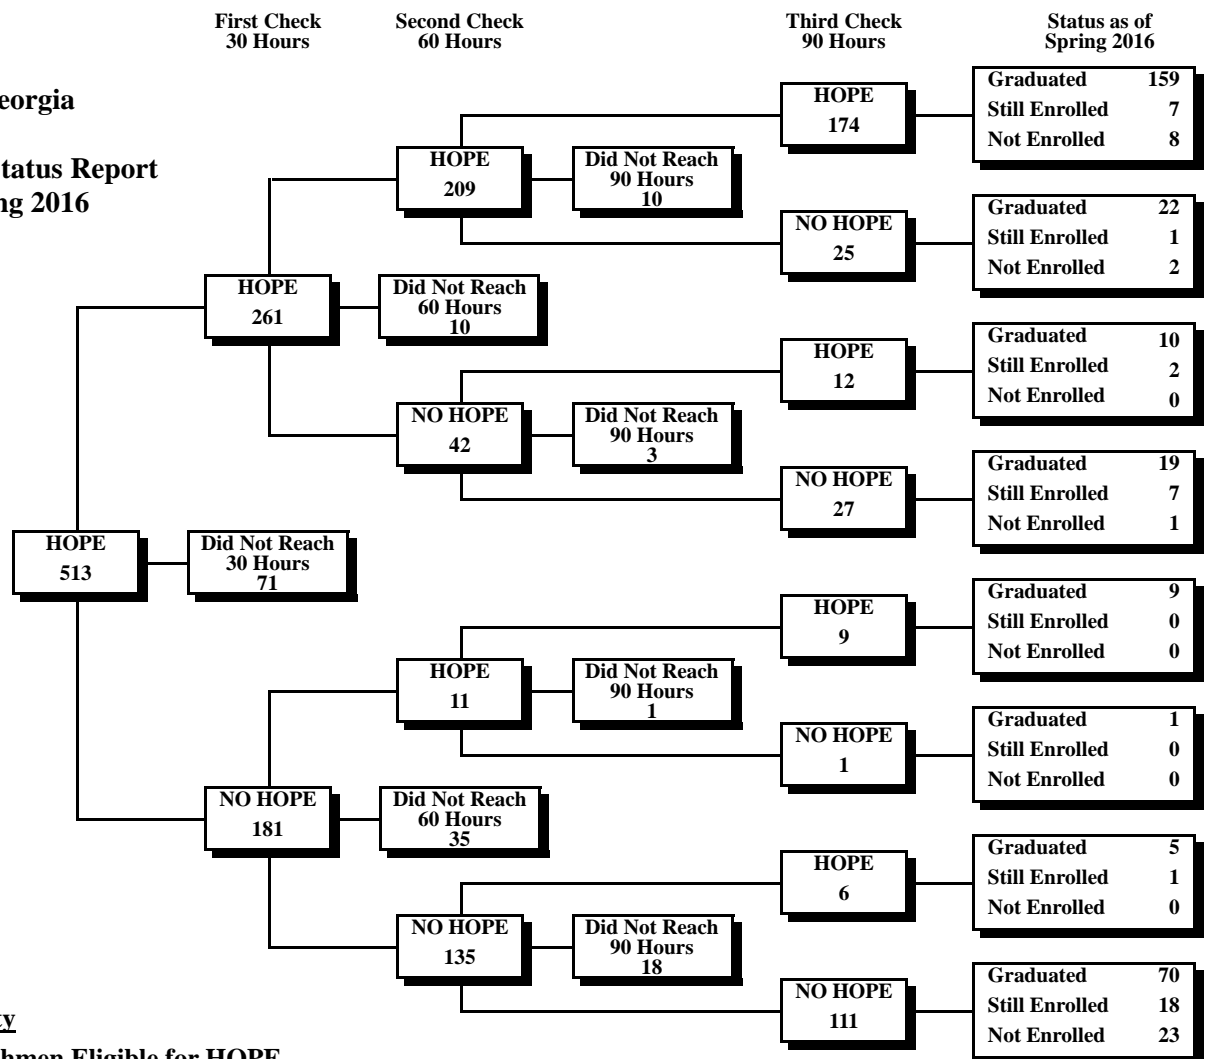 First Check
30 Hours
Second Check
60 Hours
Third Check
90 Hours
Status as of
Spring 2016
eorgia
tatus Report
ng 2016
HOPE
513
Did Not Reach
30 Hours
71
HOPE
261
Did Not Reach
60 Hours
10
HOPE
209
Did Not Reach
90 Hours
10
HOPE
174
Graduated 159
Still Enrolled 7
Not Enrolled 8
NO HOPE
25
Graduated 22
Still Enrolled 1
Not Enrolled 2
NO HOPE
42
Did Not Reach
90 Hours
3
HOPE
12
Graduated 10
Still Enrolled 2
Not Enrolled 0
NO HOPE
27
Graduated 19
Still Enrolled 7
Not Enrolled 1
NO HOPE
181
Did Not Reach
60 Hours
35
HOPE
11
Did Not Reach
90 Hours
1
HOPE
9
Graduated 9
Still Enrolled 0
Not Enrolled 0
NO HOPE
1
Graduated 1
Still Enrolled 0
Not Enrolled 0
NO HOPE
135
Did Not Reach
90 Hours
18
HOPE
6
Graduated 5
Still Enrolled 1
Not Enrolled 0
NO HOPE
111
Graduated 70
Still Enrolled 18
Not Enrolled 23
ty
hmen Eligible for HOPE